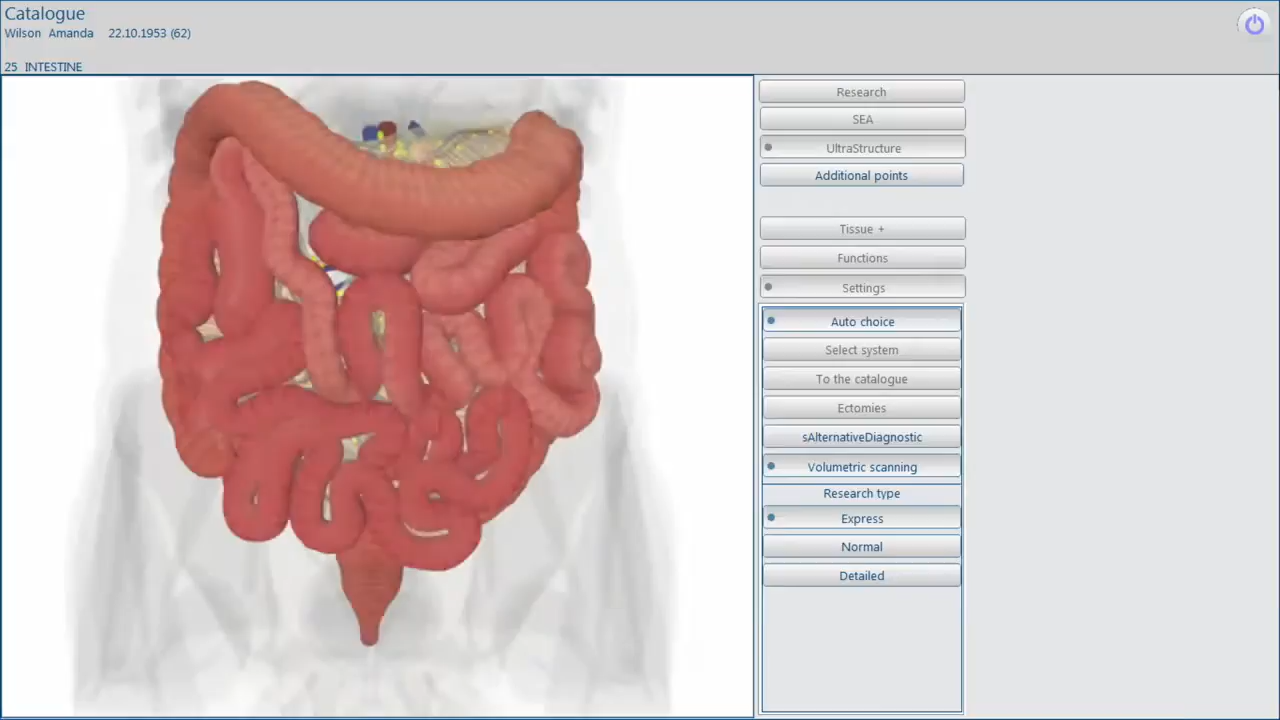 Catalogue
Wilson Amanda 22.10.1953 (62)
25 INTESTINE
Research
SEA
UltraStructure
Additional points
Tissue +
Functions
Settings
Auto choice
Select system
To the catalogue
Ectomies
sAlternativeDiagnostic
Volumetric scanning
Research type
Express
Normal
Detailed